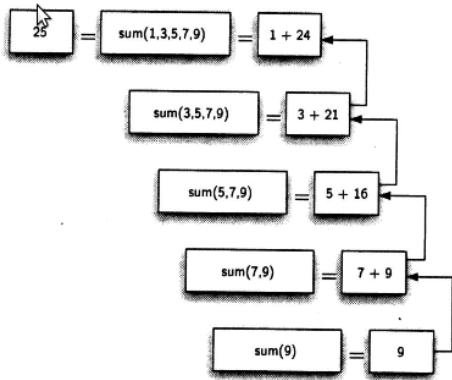 25 = sum(1,3,5,7,9) = 1 + 24
sum(3,5,7,9) = 3 + 21
sum(5,7,9) = 5 + 16
sum(7,9) = 7 + 9
sum(9) = 9